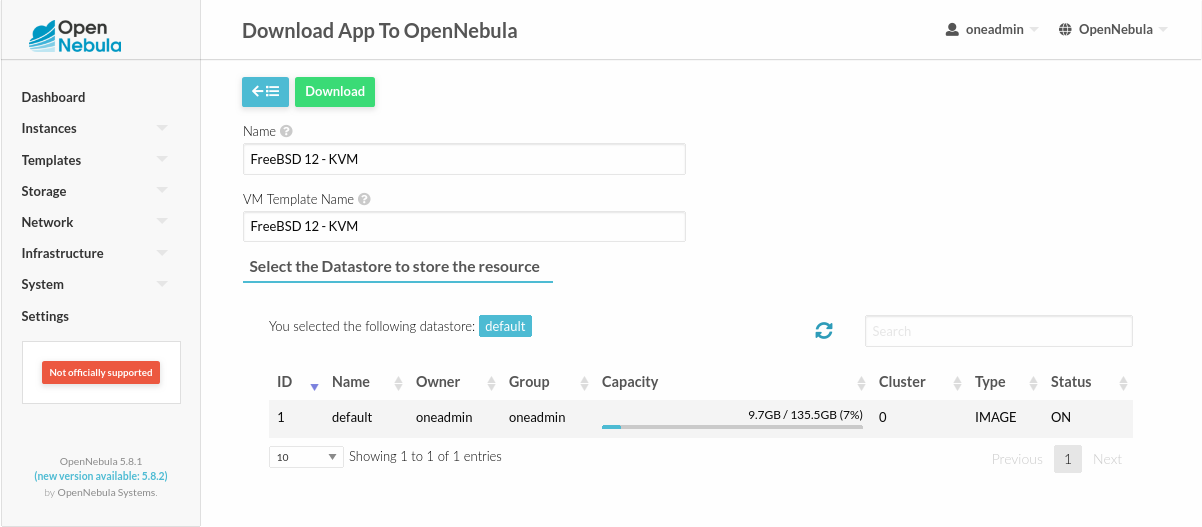 Open
Nebula
Download App To OpenNebula
oneadmin
OpenNebula
Dashboard
Instances
Templates
Storage
Network
Infrastructure
System
Settings
Not officially supported
OpenNebula 5.8.1
(new version available: 5.8.2)
by OpenNebula Systems.
Download
Name
FreeBSD 12 - KVM
VM Template Name
FreeBSD 12 - KVM
Select the Datastore to store the resource
You selected the following datastore: default
Search
ID Name Owner Group Capacity Cluster Type Status
1 default oneadmin oneadmin 9.7GB / 135.5GB (7%) 0 IMAGE ON
10 Showing 1 to 1 of 1 entries
Previous 1 Next